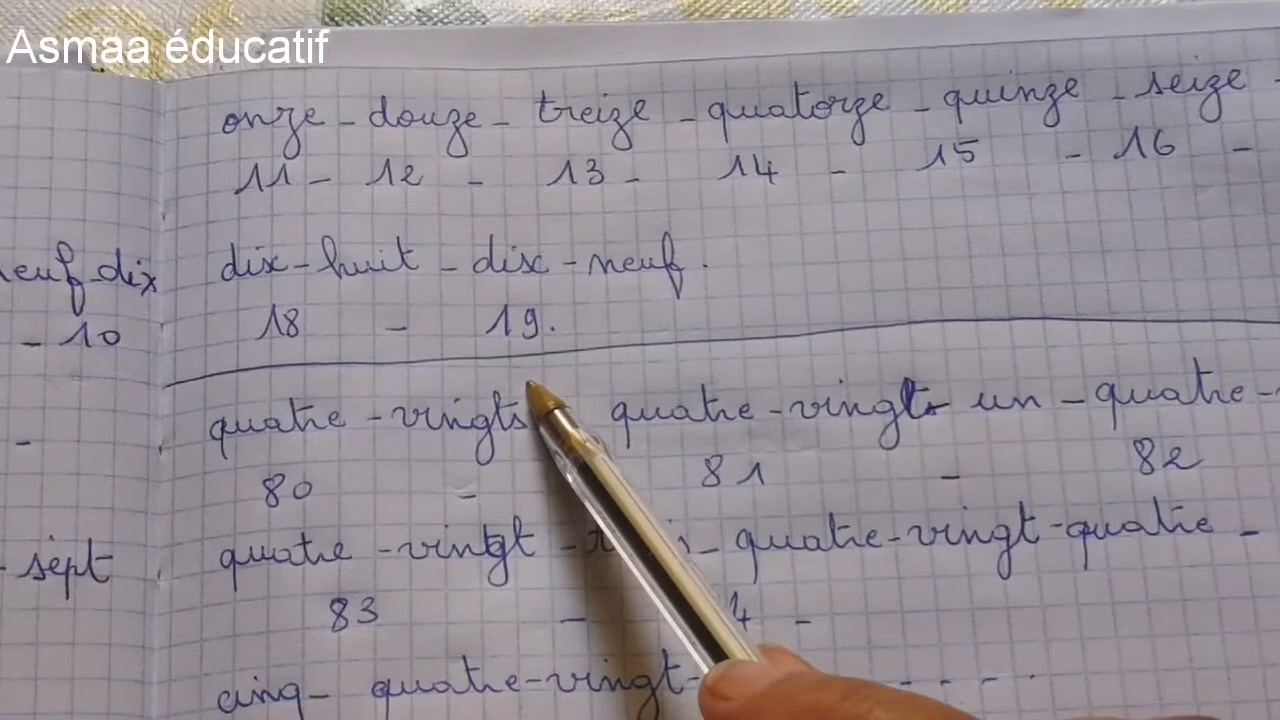 Asmaa éducatif
onze - douze - treize - quatorze - quinze - seize -
11 - 12 - 13 - 14 - 15 - 16 -
dix
dix-huit - dix-neuf.
- 10
18 - 19.
quatre-vingts quatre-vingt-un - quatre-
80 - 81 - 82
quatre-vingt - quatre-vingt-quatre -
- sept
83 - 4 -
cinq - quatre-vingt- - - - -